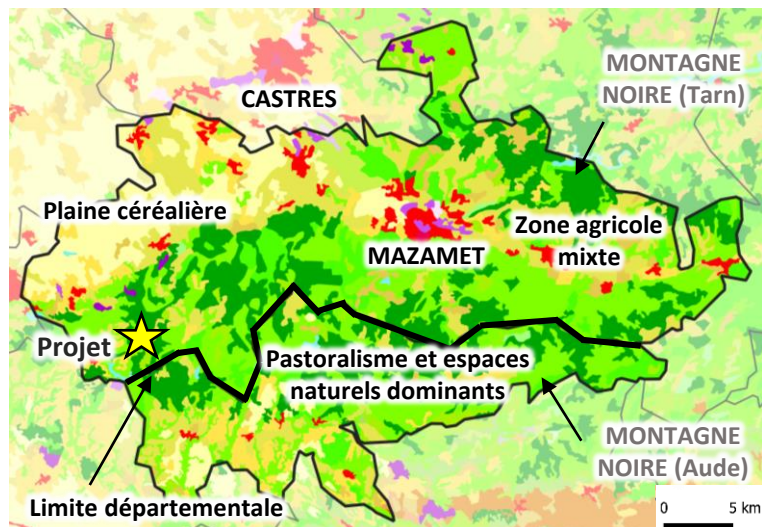 MONTAGNE
NOIRE (Tarn)
CASTRES
Plaine céréalière
Zone agricole
mixte
MAZAMET
Projet
Pastoralisme et espaces
naturels dominants
MONTAGNE
NOIRE (Aude)
Limite départementale
0 5 km